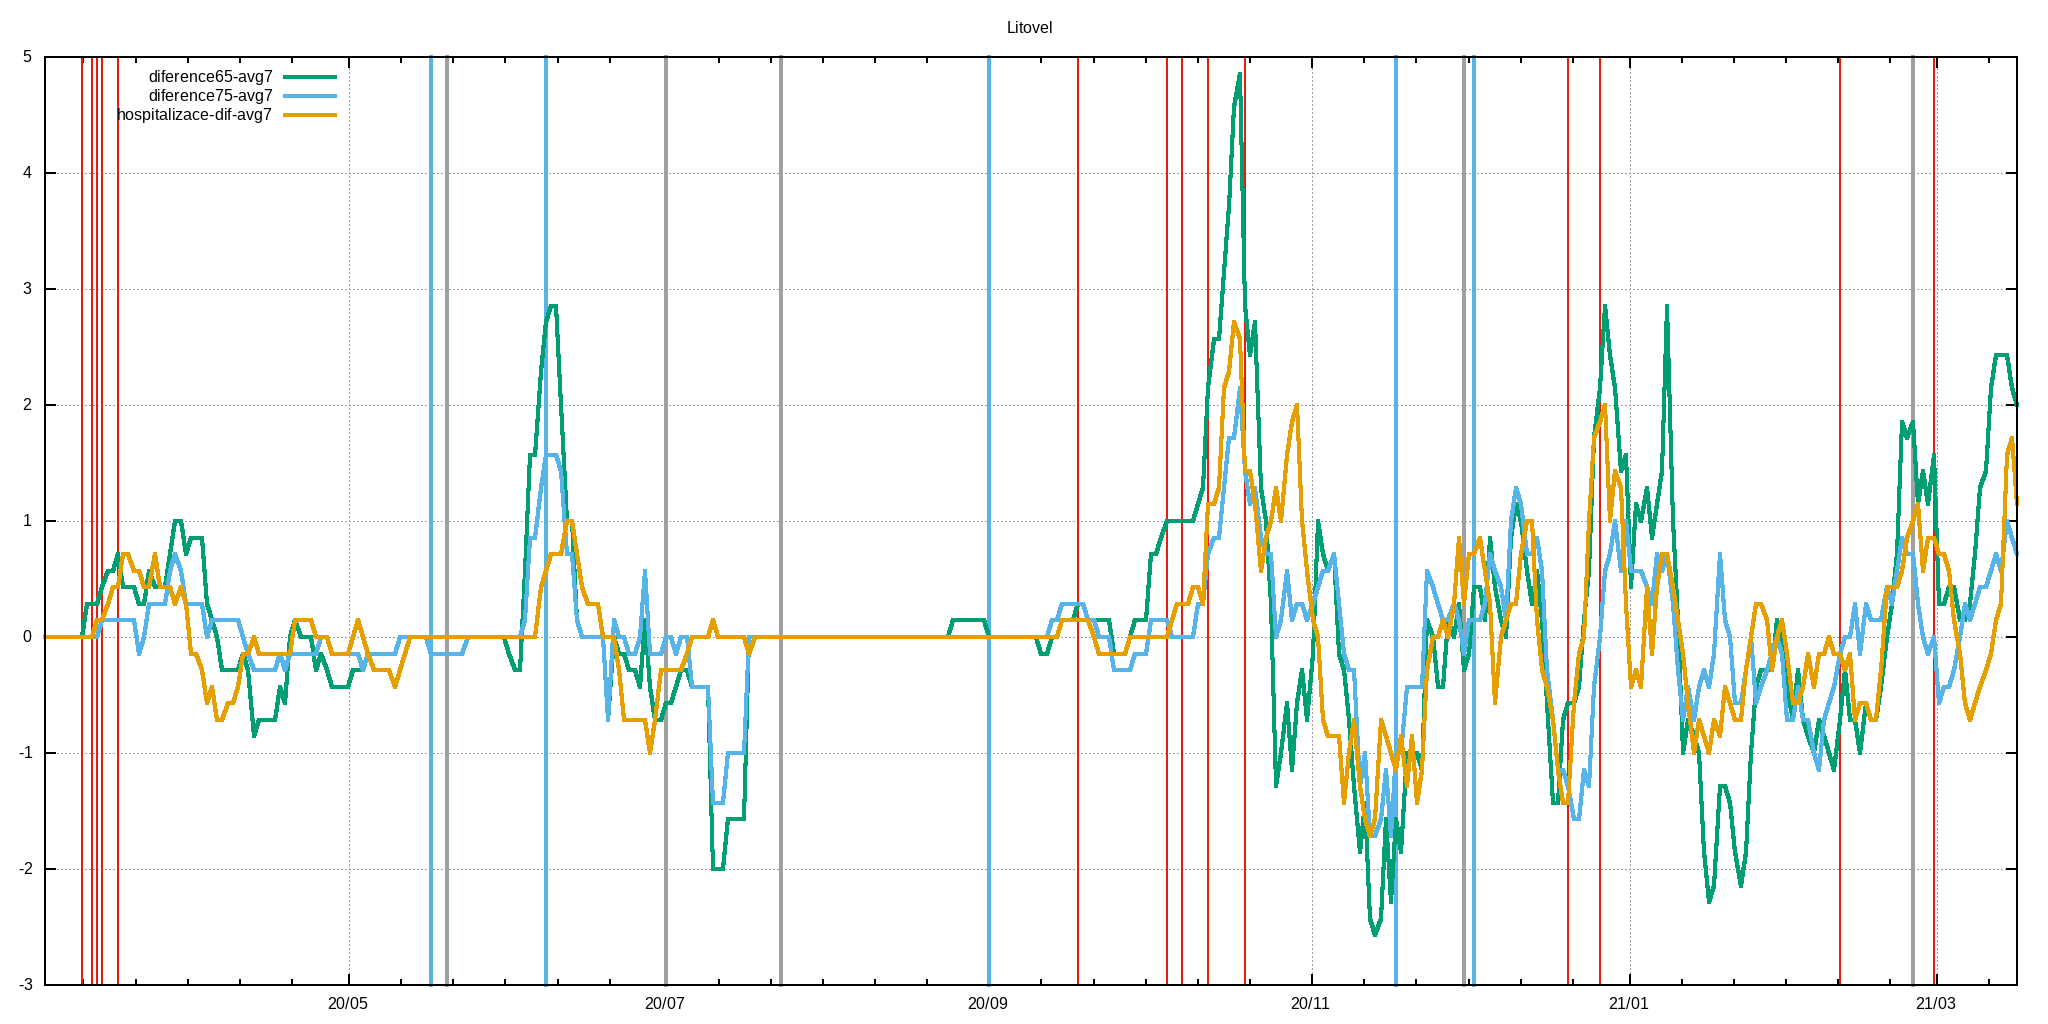 Litovel
5
diference65-avg7
diference75-avg7
hospitalizace-dif-avg7
4
3
2
1
0
-1
-2
-3
20/05 20/07 20/09 20/11 21/01 21/03